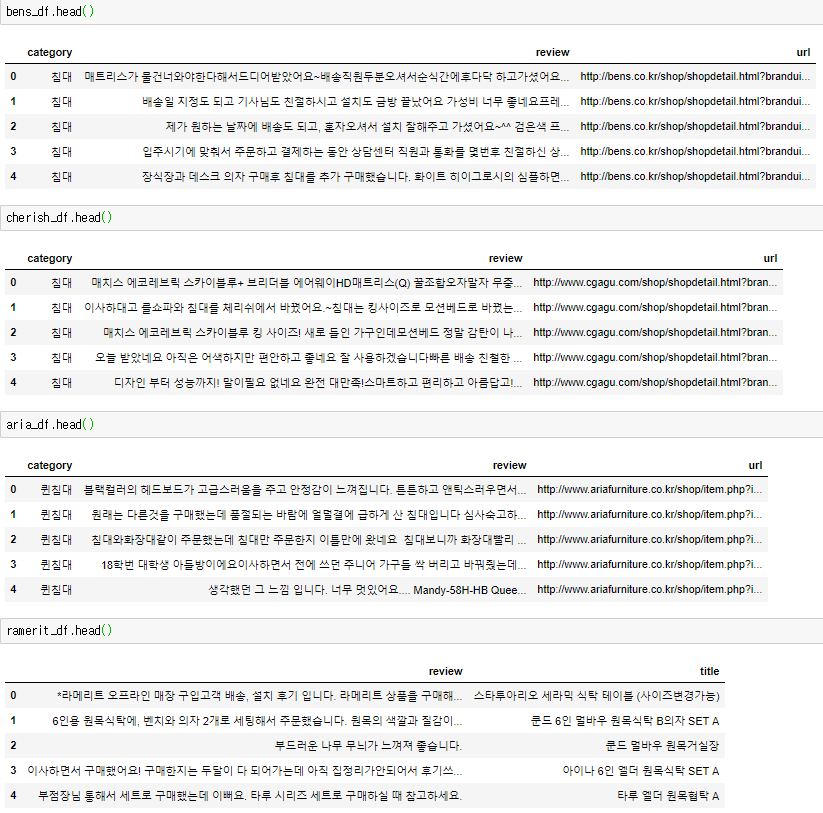 bens_df.head()
category review url
0 침대 매트리스가 물건너와야한다해서드디어받았어요~배송직원두분오셔서순식간에후다닥 하고가셨어요... http://bens.co.kr/shop/shopdetail.html?brandui...
1 침대 배송일 지정도 되고 기사님도 친절하시고 설치도 금방 끝났어요 가성비 너무 좋네요프레... http://bens.co.kr/shop/shopdetail.html?brandui...
2 침대 제가 원하는 날짜에 배송도 되고, 혼자오셔서 설치 잘해주고 가셨어요~^^ 검은색 프... http://bens.co.kr/shop/shopdetail.html?brandui...
3 침대 입주시기에 맞춰서 주문하고 결제하는 동안 상담센터 직원과 통화를 몇번후 친절하신 상... http://bens.co.kr/shop/shopdetail.html?brandui...
4 침대 장식장과 데스크 의자 구매후 침대를 추가 구매했습니다. 화이트 하이그로시의 심플하면... http://bens.co.kr/shop/shopdetail.html?brandui...
cherish_df.head()
category review url
0 침대 매치스 에코레브릭 스카이블루+ 브리더블 에어웨이HD매트리스(Q) 꿀조합오자말자 무중... http://www.cgagu.com/shop/shopdetail.html?bran...
1 침대 이사하대고 를쇼파와 침대를 체리쉬에서 바꿨어요.~침대는 킹사이즈로 모션베드로 바꿨는... http://www.cgagu.com/shop/shopdetail.html?bran...
2 침대 매치스 에코레브릭 스카이블루 킹 사이즈! 새로 들인 가구인데모션베드 정말 감탄이 나... http://www.cgagu.com/shop/shopdetail.html?bran...
3 침대 오늘 받았네요 아직은 어색하지만 편안하고 좋네요 잘 사용하겠습니다빠른 배송 친절한 ... http://www.cgagu.com/shop/shopdetail.html?bran...
4 침대 디자인 부터 성능까지! 말이필요 없네요 완전 대만족!스마트하고 편리하고 아름답고!... http://www.cgagu.com/shop/shopdetail.html?bran...
aria_df.head()
category review url
0 퀸침대 블랙컬러의 헤드보드가 고급스러움을 주고 안정감이 느껴집니다. 튼튼하고 앤틱스러우면서... http://www.ariafurniture.co.kr/shop/item.php?i...
1 퀸침대 원래는 다른것을 구매했는데 품절되는 바람에 얼덜결에 급하게 산 침대입니다 심사숙고하... http://www.ariafurniture.co.kr/shop/item.php?i...
2 퀸침대 침대와화장대같이 주문했는데 침대만 주문한지 이틀만에 왔네요 침대보니까 화장대빨리 ... http://www.ariafurniture.co.kr/shop/item.php?i...
3 퀸침대 18학번 대학생 아들방이에요이사하면서 전에 쓰던 주니어 가구들 싹 버리고 바꿔줬는데... http://www.ariafurniture.co.kr/shop/item.php?i...
4 퀸침대 생각했던 그 느낌 입니다. 너무 멋있어요.... Mandy-58H-HB Quee... http://www.ariafurniture.co.kr/shop/item.php?i...
ramerit_df.head()
review title
0 *라메리트 오프라인 매장 구입고객 배송, 설치 후기 입니다. 라메리트 상품을 구매해... 스타투아리오 세라믹 식탁 테이블 (사이즈변경가능)
1 6인용 원목식탁에, 벤치와 의자 2개로 세팅해서 주문했습니다. 원목의 색깔과 질감이... 쿤드 6인 멀바우 원목식탁 B의자 SET A
2 부드러운 나무 무늬가 느껴져 좋습니다. 쿤드 멀바우 원목거실장
3 이사하면서 구매했어요! 구매한지는 두달이 다 되어가는데 아직 집정리가안되어서 후기쓰... 아이나 6인 엘더 원목식탁 SET A
4 부점장님 통해서 세트로 구매했는데 이뻐요. 타루 시리즈 세트로 구매하실 때 참고하세요. 타루 엘더 원목협탁 A